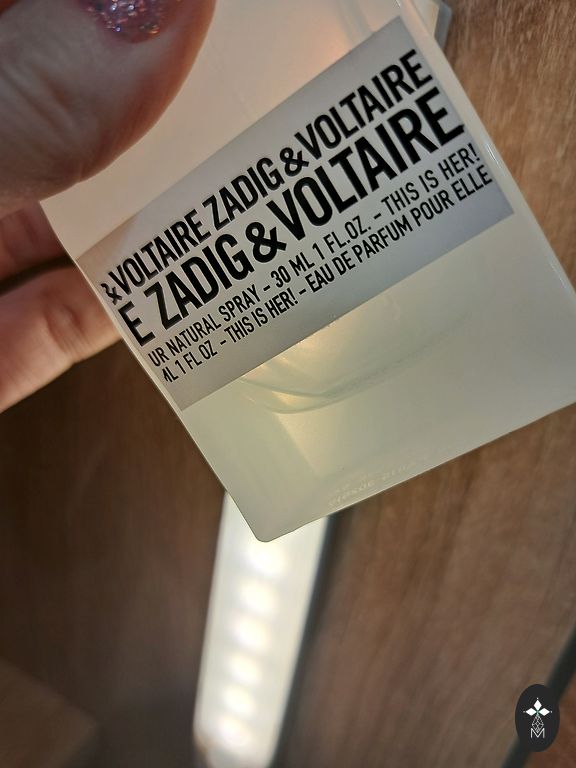 &VOLTAIRE ZADIG&VOLTAIRE
E ZADIG&VOLTAIRE
UR NATURAL SPRAY - 30 ML 1 FL.OZ. - THIS IS HER!
ML 1 FL OZ - THIS IS HER! - EAU DE PARFUM POUR ELLE